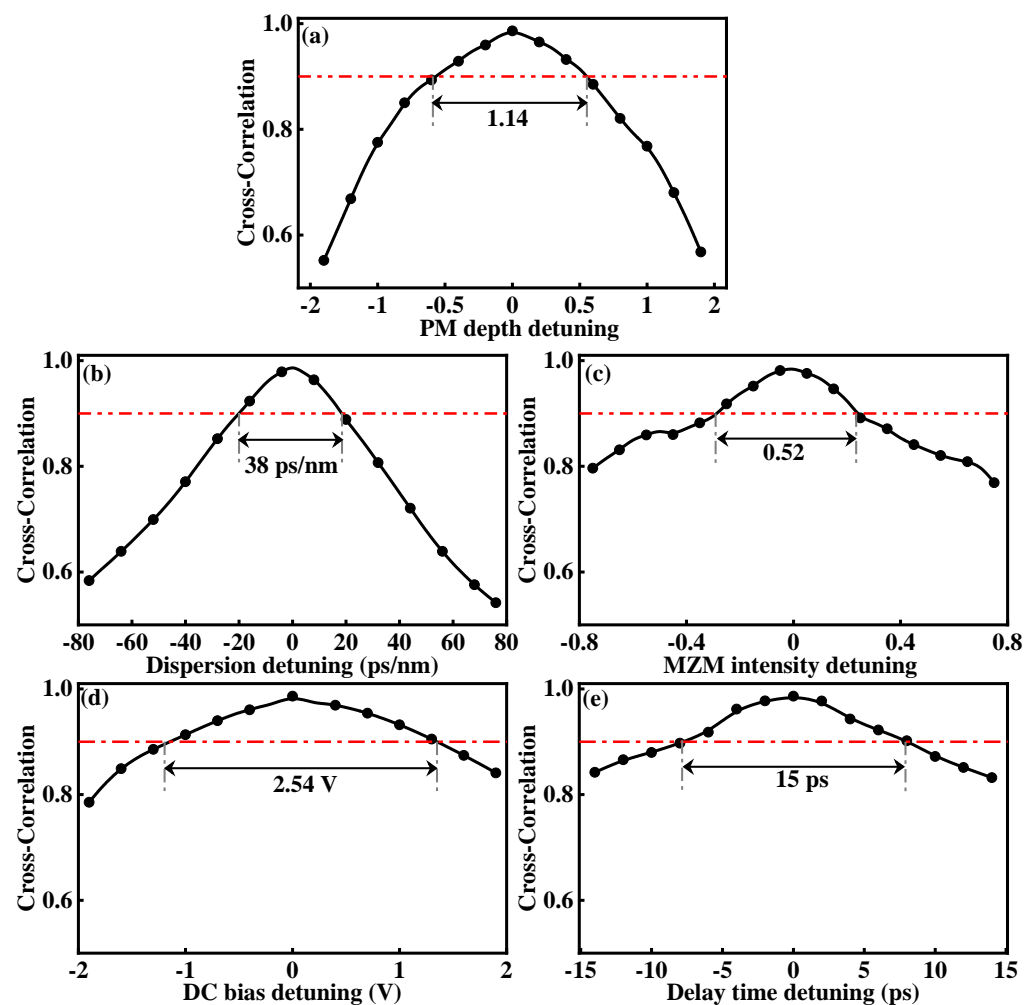 (a)
1.0
0.8
0.6
Cross-Correlation
1.14
-2 -1 -0.5 0 0.5 1 2
PM depth detuning
(b)
1.0
0.8
0.6
Cross-Correlation
38 ps/nm
-80 -60 -40 -20 0 20 40 60 80
Dispersion detuning (ps/nm)
(c)
1.0
0.8
0.6
Cross-Correlation
0.52
-0.8 -0.4 0 0.4 0.8
MZM intensity detuning
(d)
1.0
0.8
0.6
Cross-Correlation
2.54 V
-2 -1 0 1 2
DC bias detuning (V)
(e)
1.0
0.8
0.6
Cross-Correlation
15 ps
-15 -10 -5 0 5 10 15
Delay time detuning (ps)